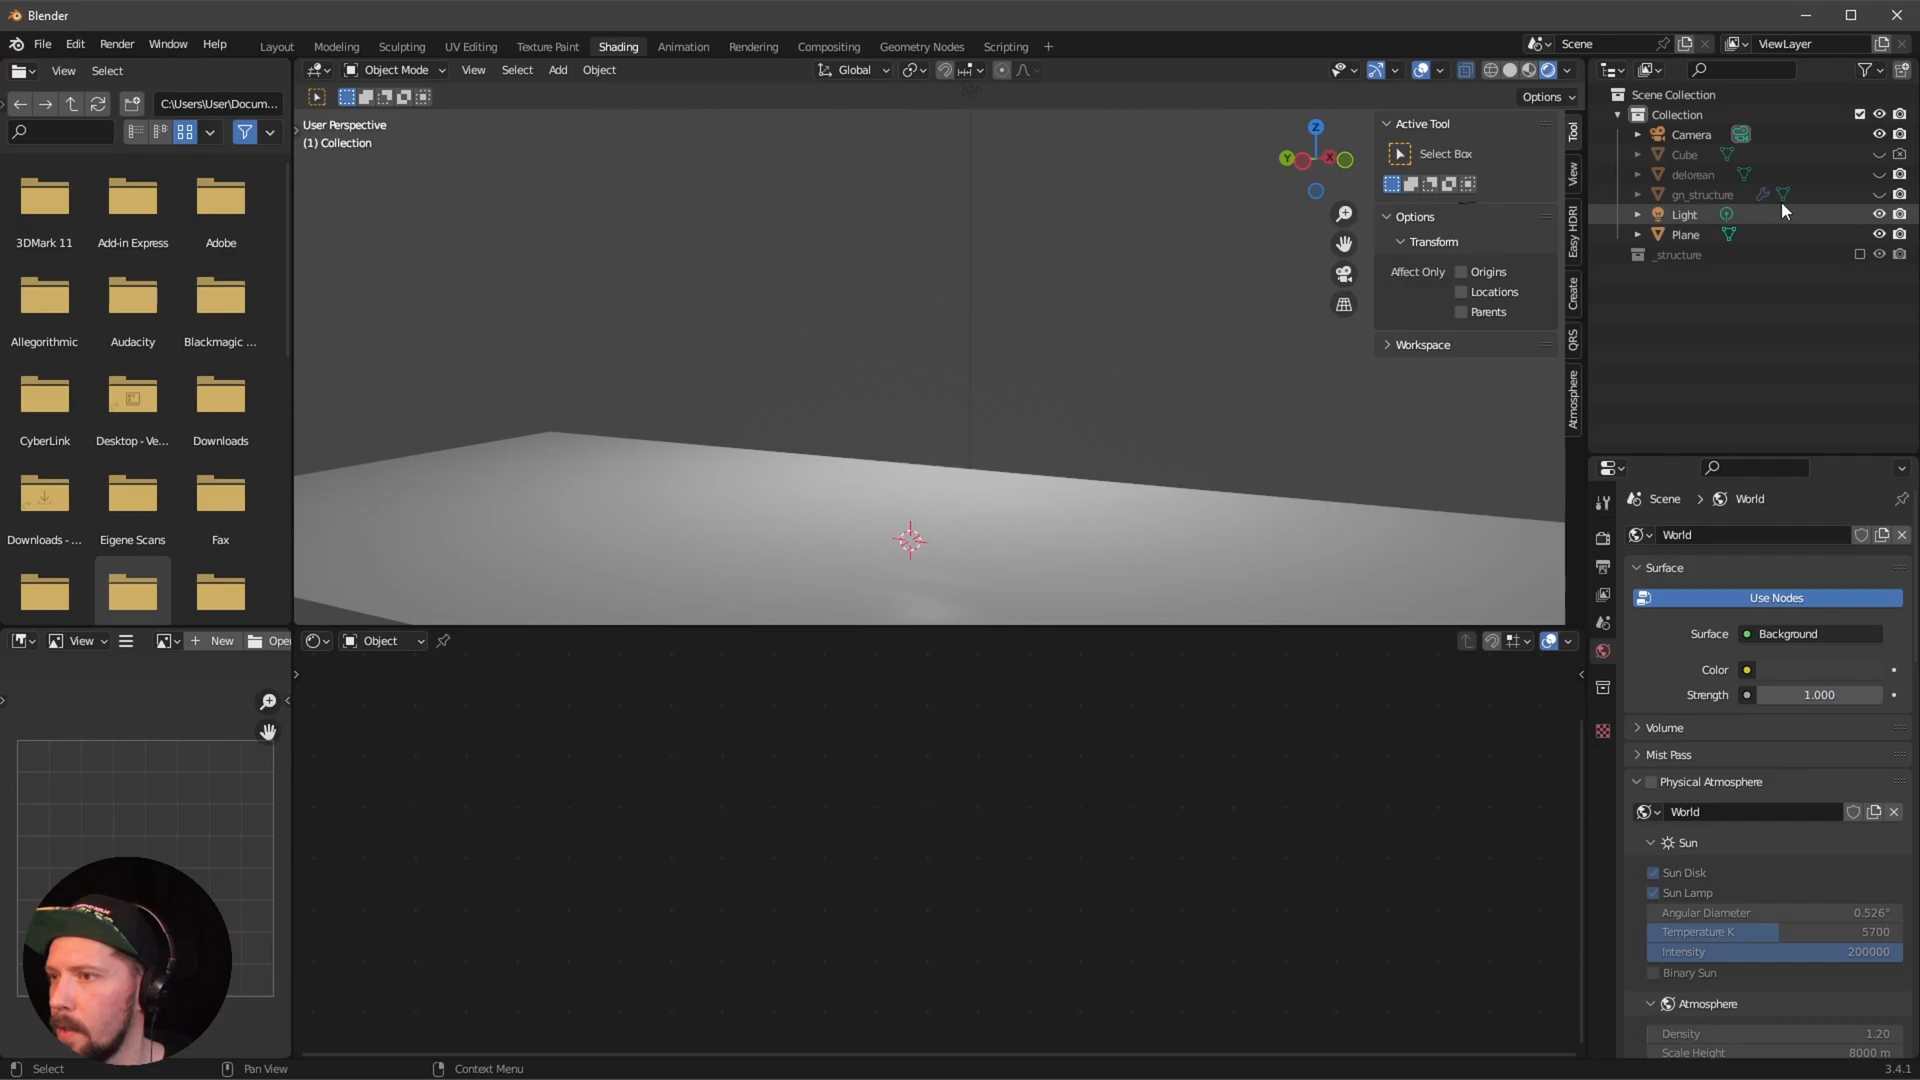 Blender
File Edit Render Window Help
Layout Modeling Sculpting UV Editing Texture Paint Shading Animation Rendering Compositing Geometry Nodes Scripting +
Scene ViewLayer
View Select
C:\Users\User\Docum...
3DMark 11 Add-in Express Adobe
Allegorithmic Audacity Blackmagic ...
CyberLink Desktop - Ve... Downloads
Downloads - ... Eigene Scans Fax
Object Mode View Select Add Object Global
Options
User Perspective
(1) Collection
Z
Y
X
Active Tool
Select Box
Options
Transform
Affect Only Origins
Locations
Parents
Workspace
Tool
View
Easy HDRI
Create
QRS
Atmosphere
Scene Collection
Collection
Camera
Cube
delorean
gn_structure
Light
Plane
_structure
View New Open
Object
Scene > World
World
Surface
Use Nodes
Surface Background
Color
Strength 1.000
Volume
Mist Pass
Physical Atmosphere
World
Sun
Sun Disk
Sun Lamp
Angular Diameter 0.526°
Temperature K 5700
Intensity 200000
Binary Sun
Atmosphere
Density 1.20
Scale Height 8000 m
Select Pan View Context Menu 3.4.1